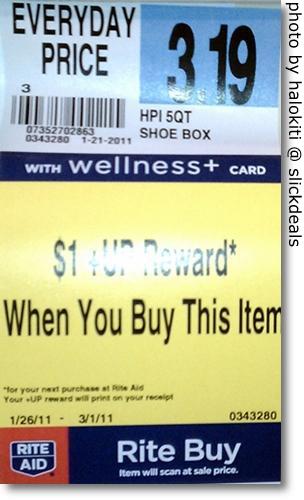 EVERYDAY
PRICE
3.19
3
07352702863
0343280 1-21-2011
HPI 5QT
SHOE BOX
WITH wellness+ CARD
$1 +UP Reward*
When You Buy This Item
*for your next purchase at Rite Aid
Your +UP reward will print on your receipt
1/26/11 - 3/1/11 0343280
RITE
AID
Rite Buy
Item will scan at sale price.
photo by halokiti @ slickdeals